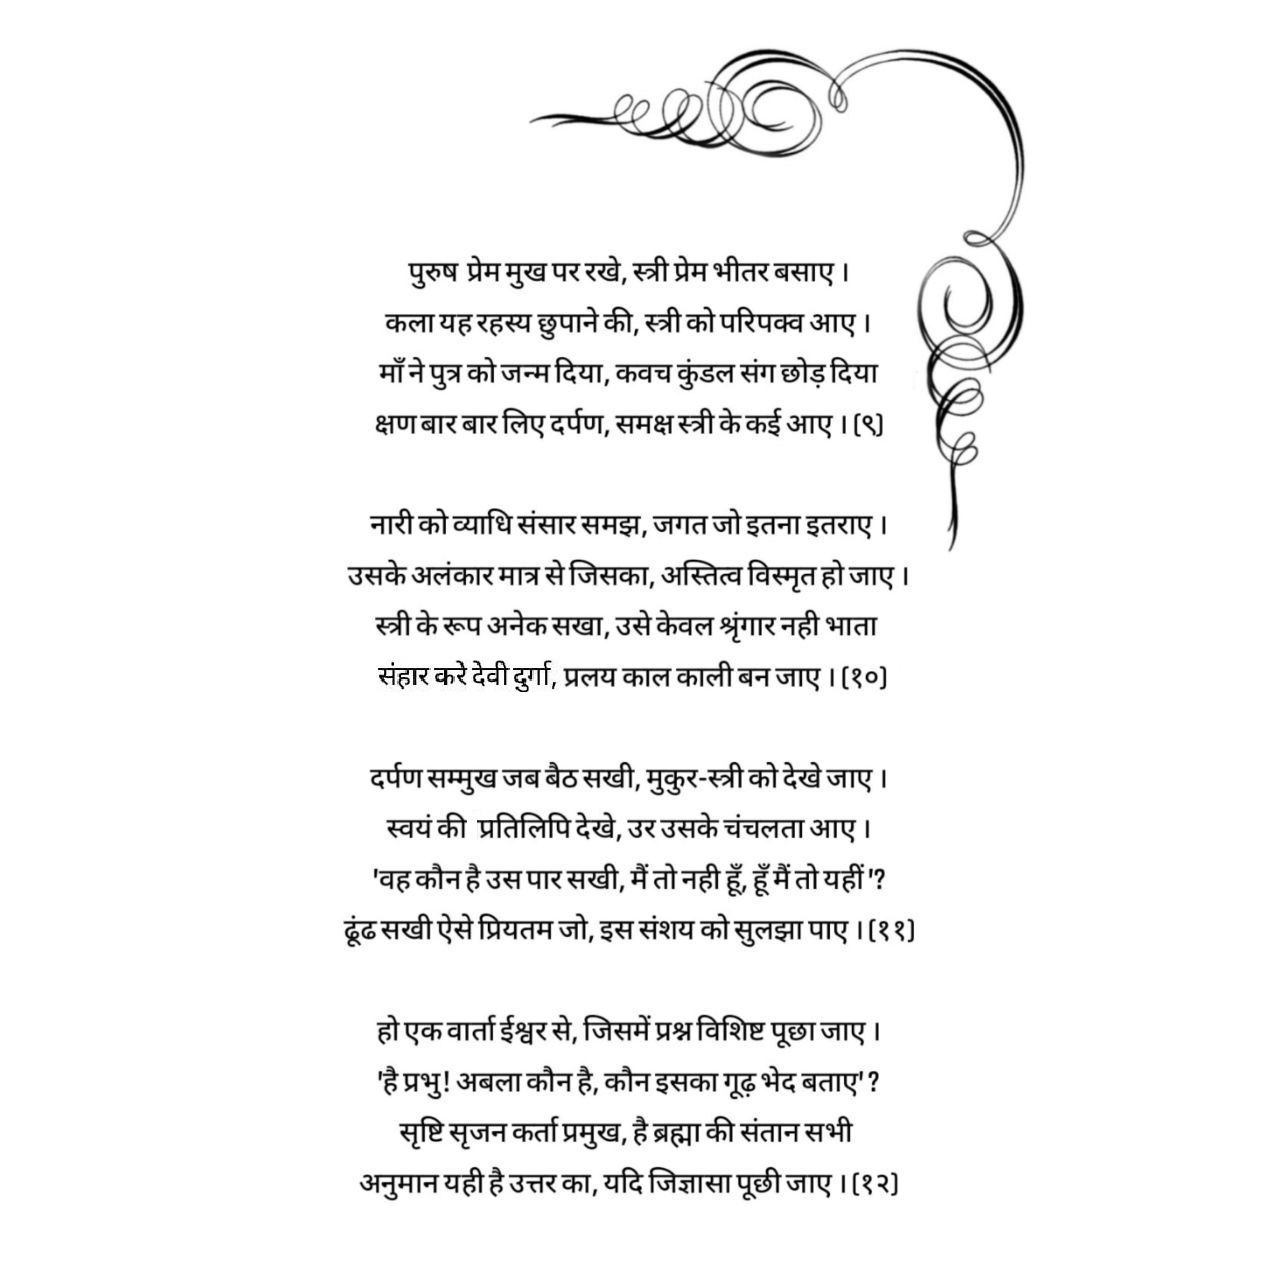 पुरुष प्रेम मुख पर रखे, स्त्री प्रेम भीतर बसाए ।
कला यह रहस्य छुपाने की, स्त्री को परिपक्व आए ।
माँ ने पुत्र को जन्म दिया, कवच कुंडल संग छोड़ दिया
क्षण बार बार लिए दर्पण, समक्ष स्त्री के कई आए । (९)
नारी को व्याधि संसार समझ, जगत जो इतना इतराए ।
उसके अलंकार मात्र से जिसका, अस्तित्व विस्मृत हो जाए ।
स्त्री के रूप अनेक सखा, उसे केवल श्रृंगार नही भाता
संहार करे देवी दुर्गा, प्रलय काल काली बन जाए । (१०)
दर्पण सम्मुख जब बैठ सखी, मुकुर-स्त्री को देखे जाए ।
स्वयं की प्रतिलिपि देखे, उर उसके चंचलता आए ।
'वह कौन है उस पार सखी, मैं तो नही हूँ, हूँ मैं तो यहीं '?
ढूंढ सखी ऐसे प्रियतम जो, इस संशय को सुलझा पाए । (११)
हो एक वार्ता ईश्वर से, जिसमें प्रश्न विशिष्ट पूछा जाए ।
'है प्रभु! अबला कौन है, कौन इसका गूढ़ भेद बताए' ?
सृष्टि सृजन कर्ता प्रमुख, है ब्रह्मा की संतान सभी
अनुमान यही है उत्तर का, यदि जिज्ञासा पूछी जाए । (१२)